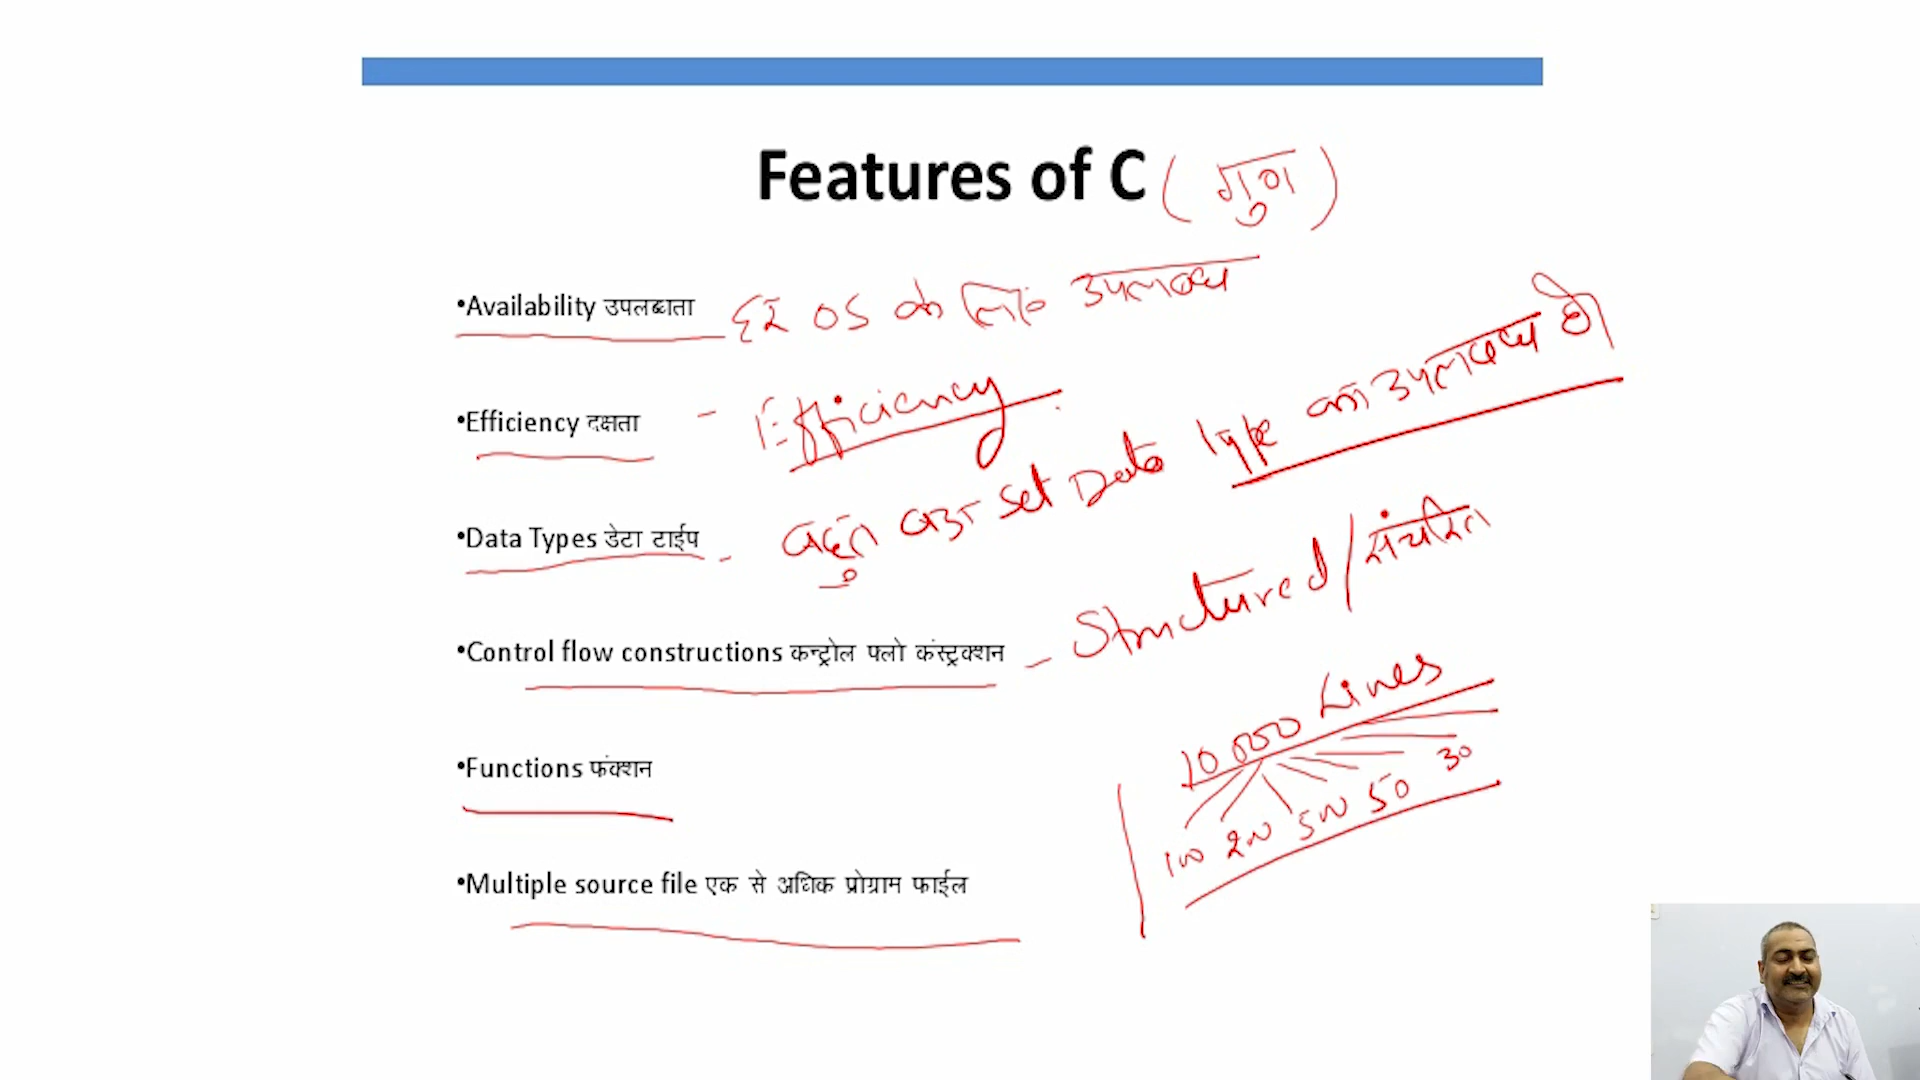 Features of C ( गुण )
•Availability उपलब्धता हर OS के लिए उपलब्ध
•Efficiency दक्षता - Efficiency
•Data Types डेटा टाईप - बहुत बडा set Data Type का उपलब्ध है।
•Control flow constructions कन्ट्रोल फ्लो कंस्ट्रक्शन - Structured/संरचित
10000 Lines
•Functions फंक्शन
100 200 500 50 30
•Multiple source file एक से अधिक प्रोग्राम फाईल